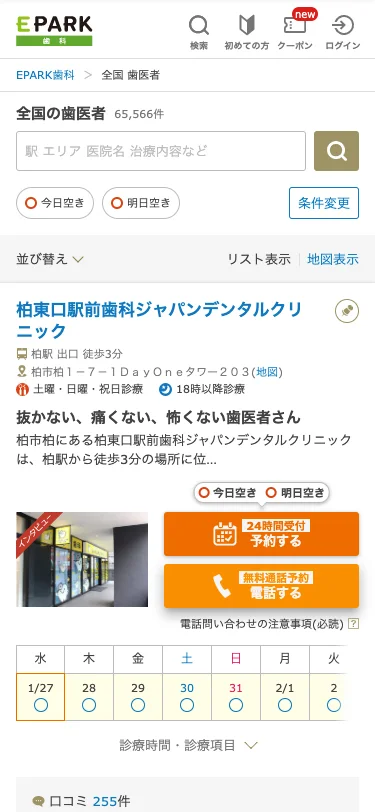 EPARK
歯科
検索
初めての方
new
クーポン
ログイン
EPARK歯科 > 全国 歯医者
全国の歯医者 65,566件
駅 エリア 医院名 治療内容など
今日空き
明日空き
条件変更
並び替え
リスト表示
地図表示
柏東口駅前歯科ジャパンデンタルクリ
ニック
柏駅 出口 徒歩3分
柏市柏1-7-1DayOneタワー203(地図)
土曜・日曜・祝日診療 18時以降診療
抜かない、痛くない、怖くない歯医者さん
柏市柏にある柏東口駅前歯科ジャパンデンタルクリニック
は、柏駅から徒歩3分の場所に位...
今日空き 明日空き
インタビュー
24時間受付
予約する
無料通話予約
電話する
電話問い合わせの注意事項(必読) ?
水 木 金 土 日 月 火
1/27 28 29 30 31 2/1 2
診療時間・診療項目
口コミ 255件